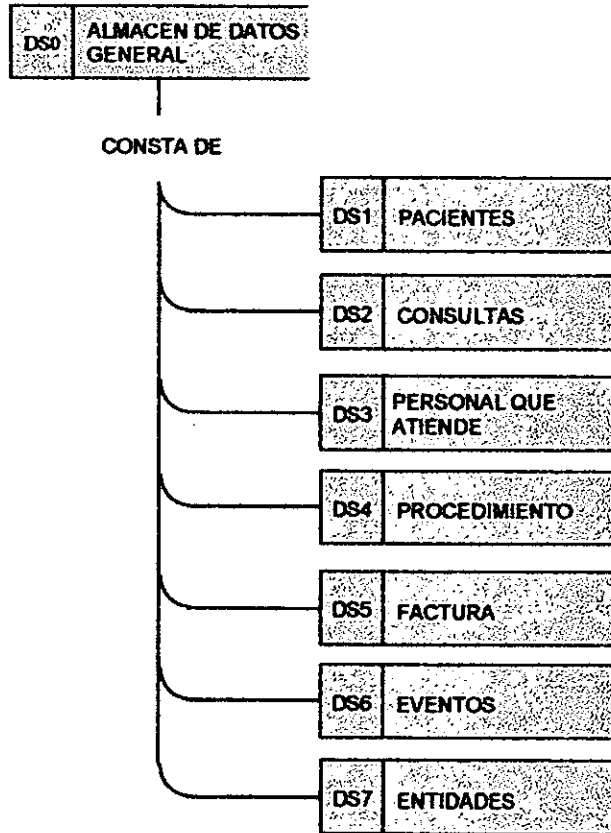 DS0 ALMACEN DE DATOS
GENERAL
CONSTA DE
DS1 PACIENTES
DS2 CONSULTAS
DS3 PERSONAL QUE
ATIENDE
DS4 PROCEDIMIENTO
DS5 FACTURA
DS6 EVENTOS
DS7 ENTIDADES